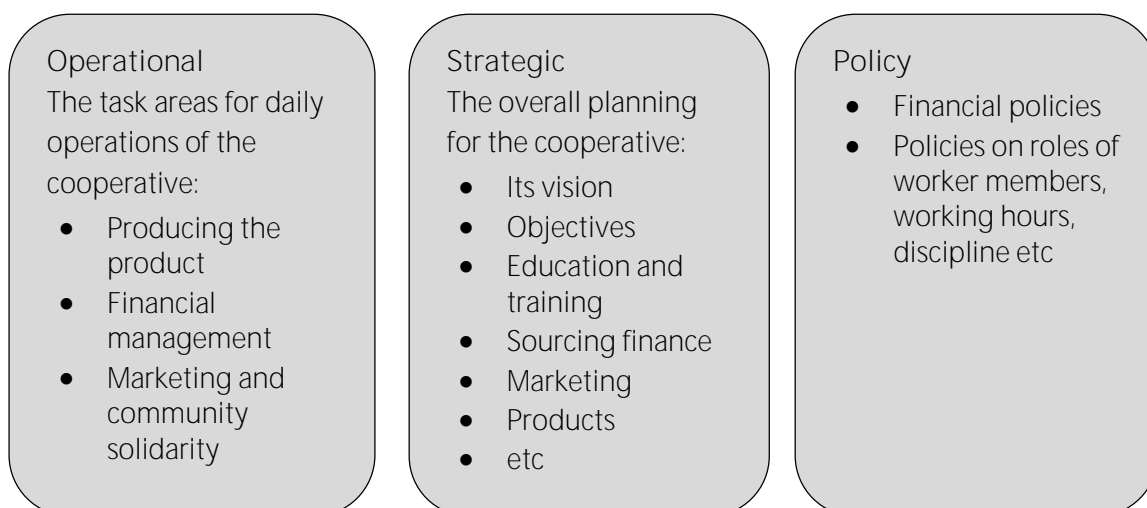 Operational
The task areas for daily
operations of the
cooperative:
● Producing the
product
● Financial
management
● Marketing and
community
solidarity
Strategic
The overall planning
for the cooperative:
● Its vision
● Objectives
● Education and
training
● Sourcing finance
● Marketing
● Products
● etc
Policy
● Financial policies
● Policies on roles of
worker members,
working hours,
discipline etc